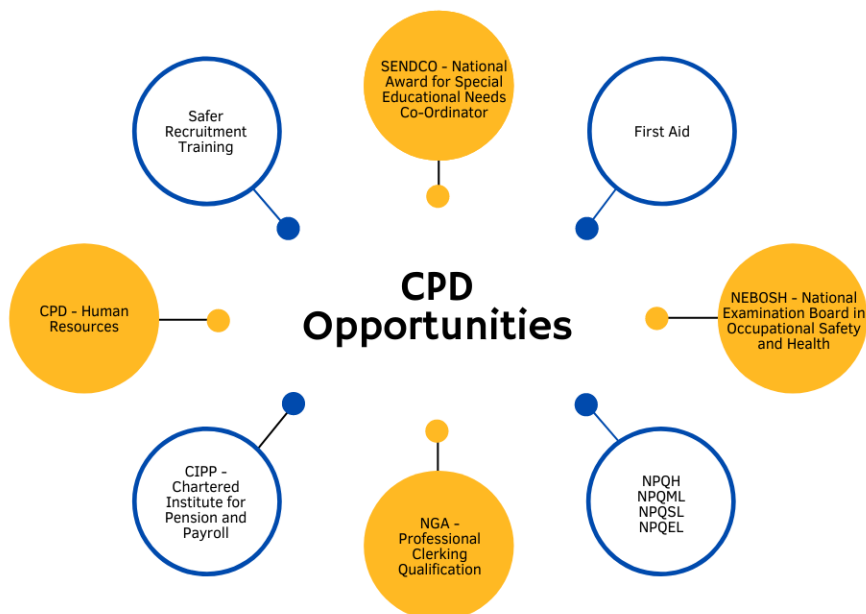 SENDCO - National
Award for Special
Educational Needs
Co-Ordinator
Safer
Recruitment
Training
First Aid
CPD
Opportunities
CPD - Human
Resources
NEBOSH - National
Examination Board in
Occupational Safety
and Health
CIPP -
Chartered
Institute for
Pension and
Payroll
NGA -
Professional
Clerking
Qualification
NPQH
NPQML
NPQSL
NPQEL